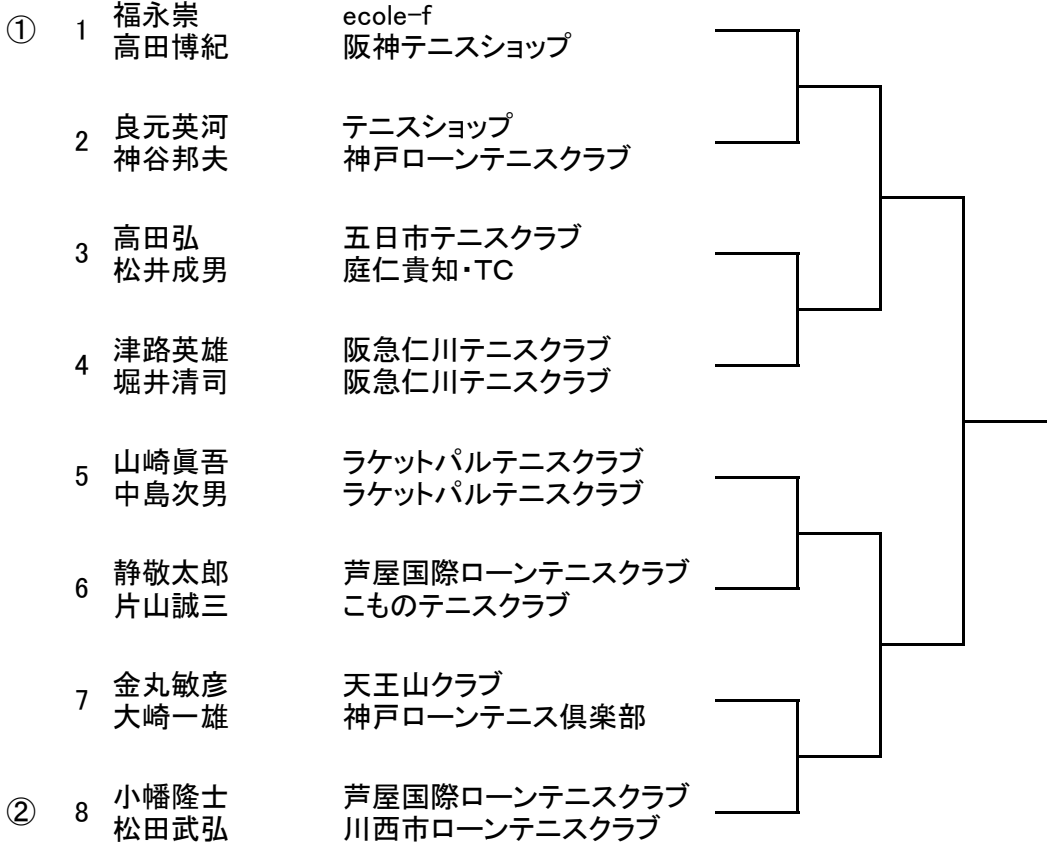 ① 1 福永崇 ecole-f
高田博紀 阪神テニスショップ
2 良元英河 テニスショップ
神谷邦夫 神戸ローンテニスクラブ
3 高田弘 五日市テニスクラブ
松井成男 庭仁貴知・TC
4 津路英雄 阪急仁川テニスクラブ
堀井清司 阪急仁川テニスクラブ
5 山崎眞吾 ラケットパルテニスクラブ
中島次男 ラケットパルテニスクラブ
6 静敬太郎 芦屋国際ローンテニスクラブ
片山誠三 こものテニスクラブ
7 金丸敏彦 天王山クラブ
大崎一雄 神戸ローンテニス倶楽部
② 8 小幡隆士 芦屋国際ローンテニスクラブ
松田武弘 川西市ローンテニスクラブ